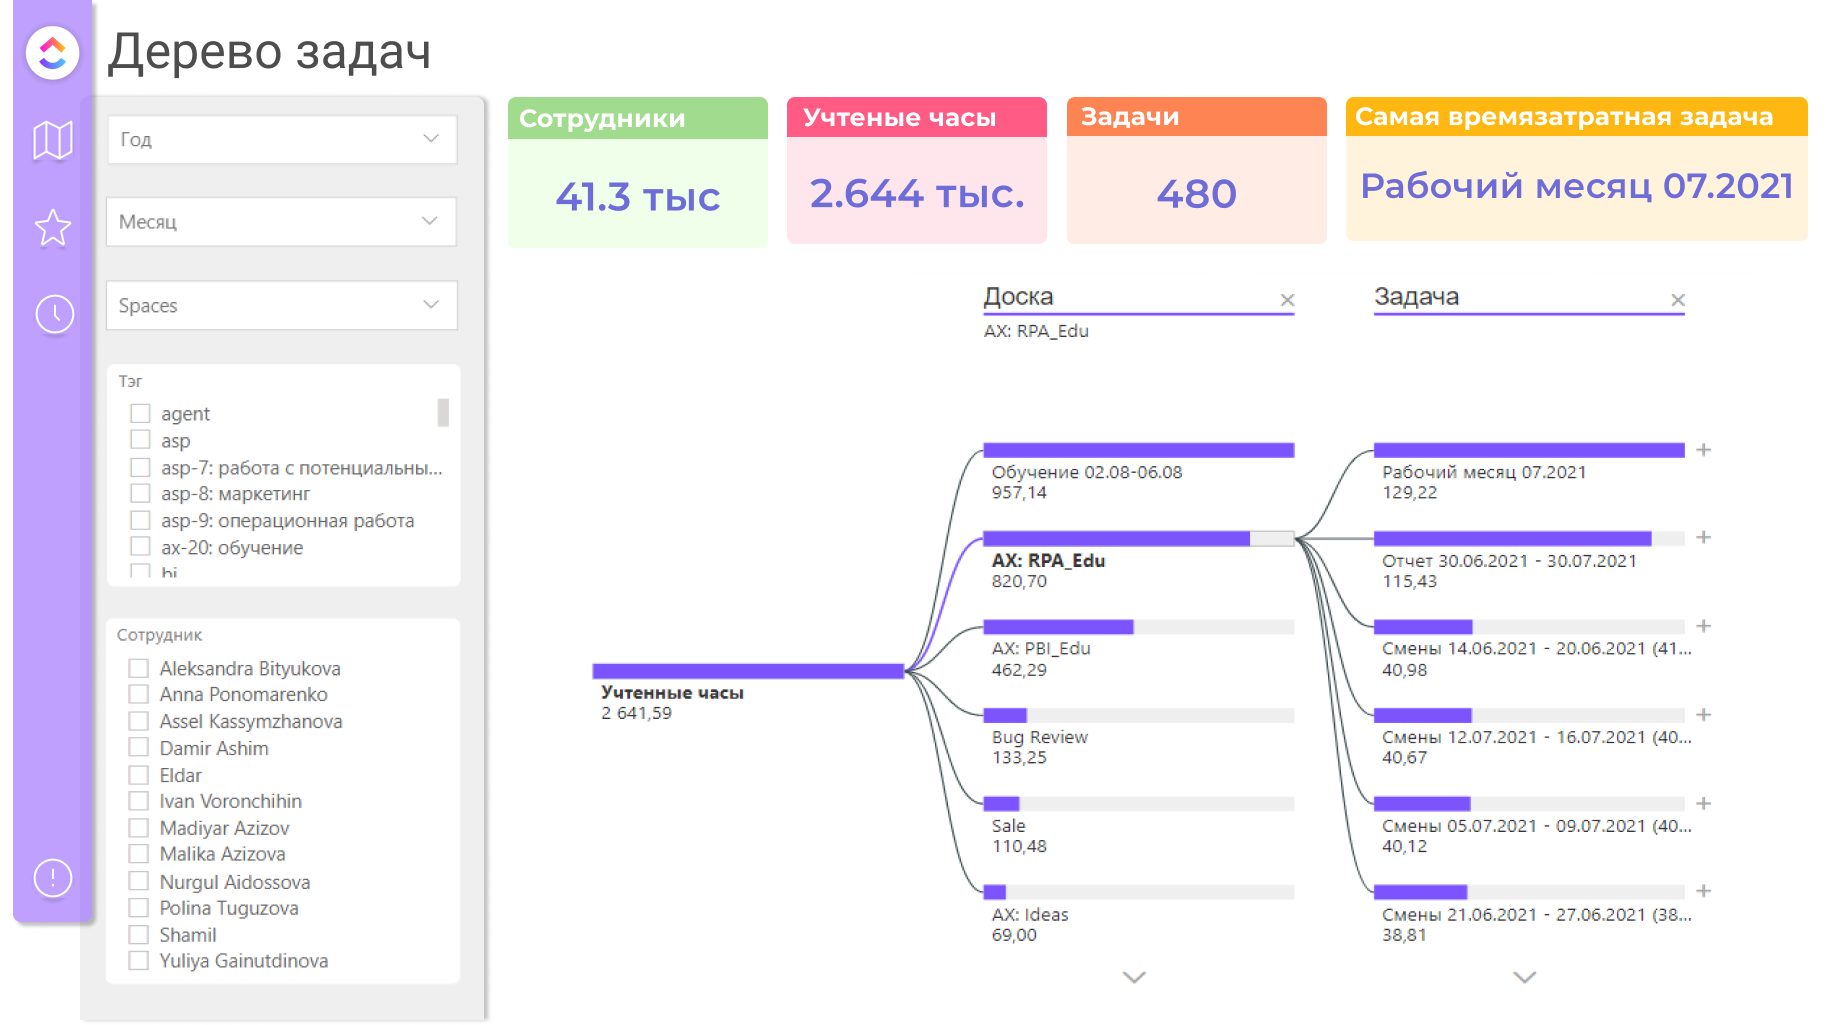 Дерево задач
Год
Месяц
Spaces
Тэг
agent
asp
asp-7: работа с потенциальны...
asp-8: маркетинг
asp-9: операционная работа
ax-20: обучение
bi
Сотрудник
Aleksandra Bityukova
Anna Ponomarenko
Assel Kassymzhanova
Damir Ashim
Eldar
Ivan Voronchihin
Madiyar Azizov
Malika Azizova
Nurgul Aidossova
Polina Tuguzova
Shamil
Yuliya Gainutdinova
Сотрудники
41.3 тыс
Учтеные часы
2.644 тыс.
Задачи
480
Самая времязатратная задача
Рабочий месяц 07.2021
Учтенные часы
2 641,59
Доска
AX: RPA_Edu
Обучение 02.08-06.08
957,14
AX: RPA_Edu
820,70
AX: PBI_Edu
462,29
Bug Review
133,25
Sale
110,48
AX: Ideas
69,00
Задача
Рабочий месяц 07.2021
129,22
Отчет 30.06.2021 - 30.07.2021
115,43
Смены 14.06.2021 - 20.06.2021 (41...
40,98
Смены 12.07.2021 - 16.07.2021 (40...
40,67
Смены 05.07.2021 - 09.07.2021 (40...
40,12
Смены 21.06.2021 - 27.06.2021 (38...
38,81